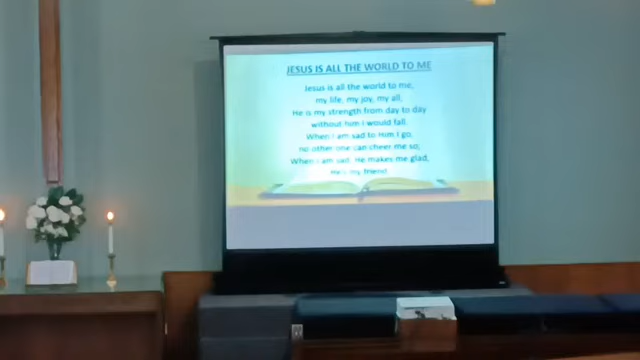 JESUS IS ALL THE WORLD TO ME
Jesus is all the world to me,
my life, my joy, my all;
He is my strength from day to day
without him I would fall.
When I am sad to Him I go,
no other one can cheer me so;
When I am sad, He makes me glad,
He's my friend